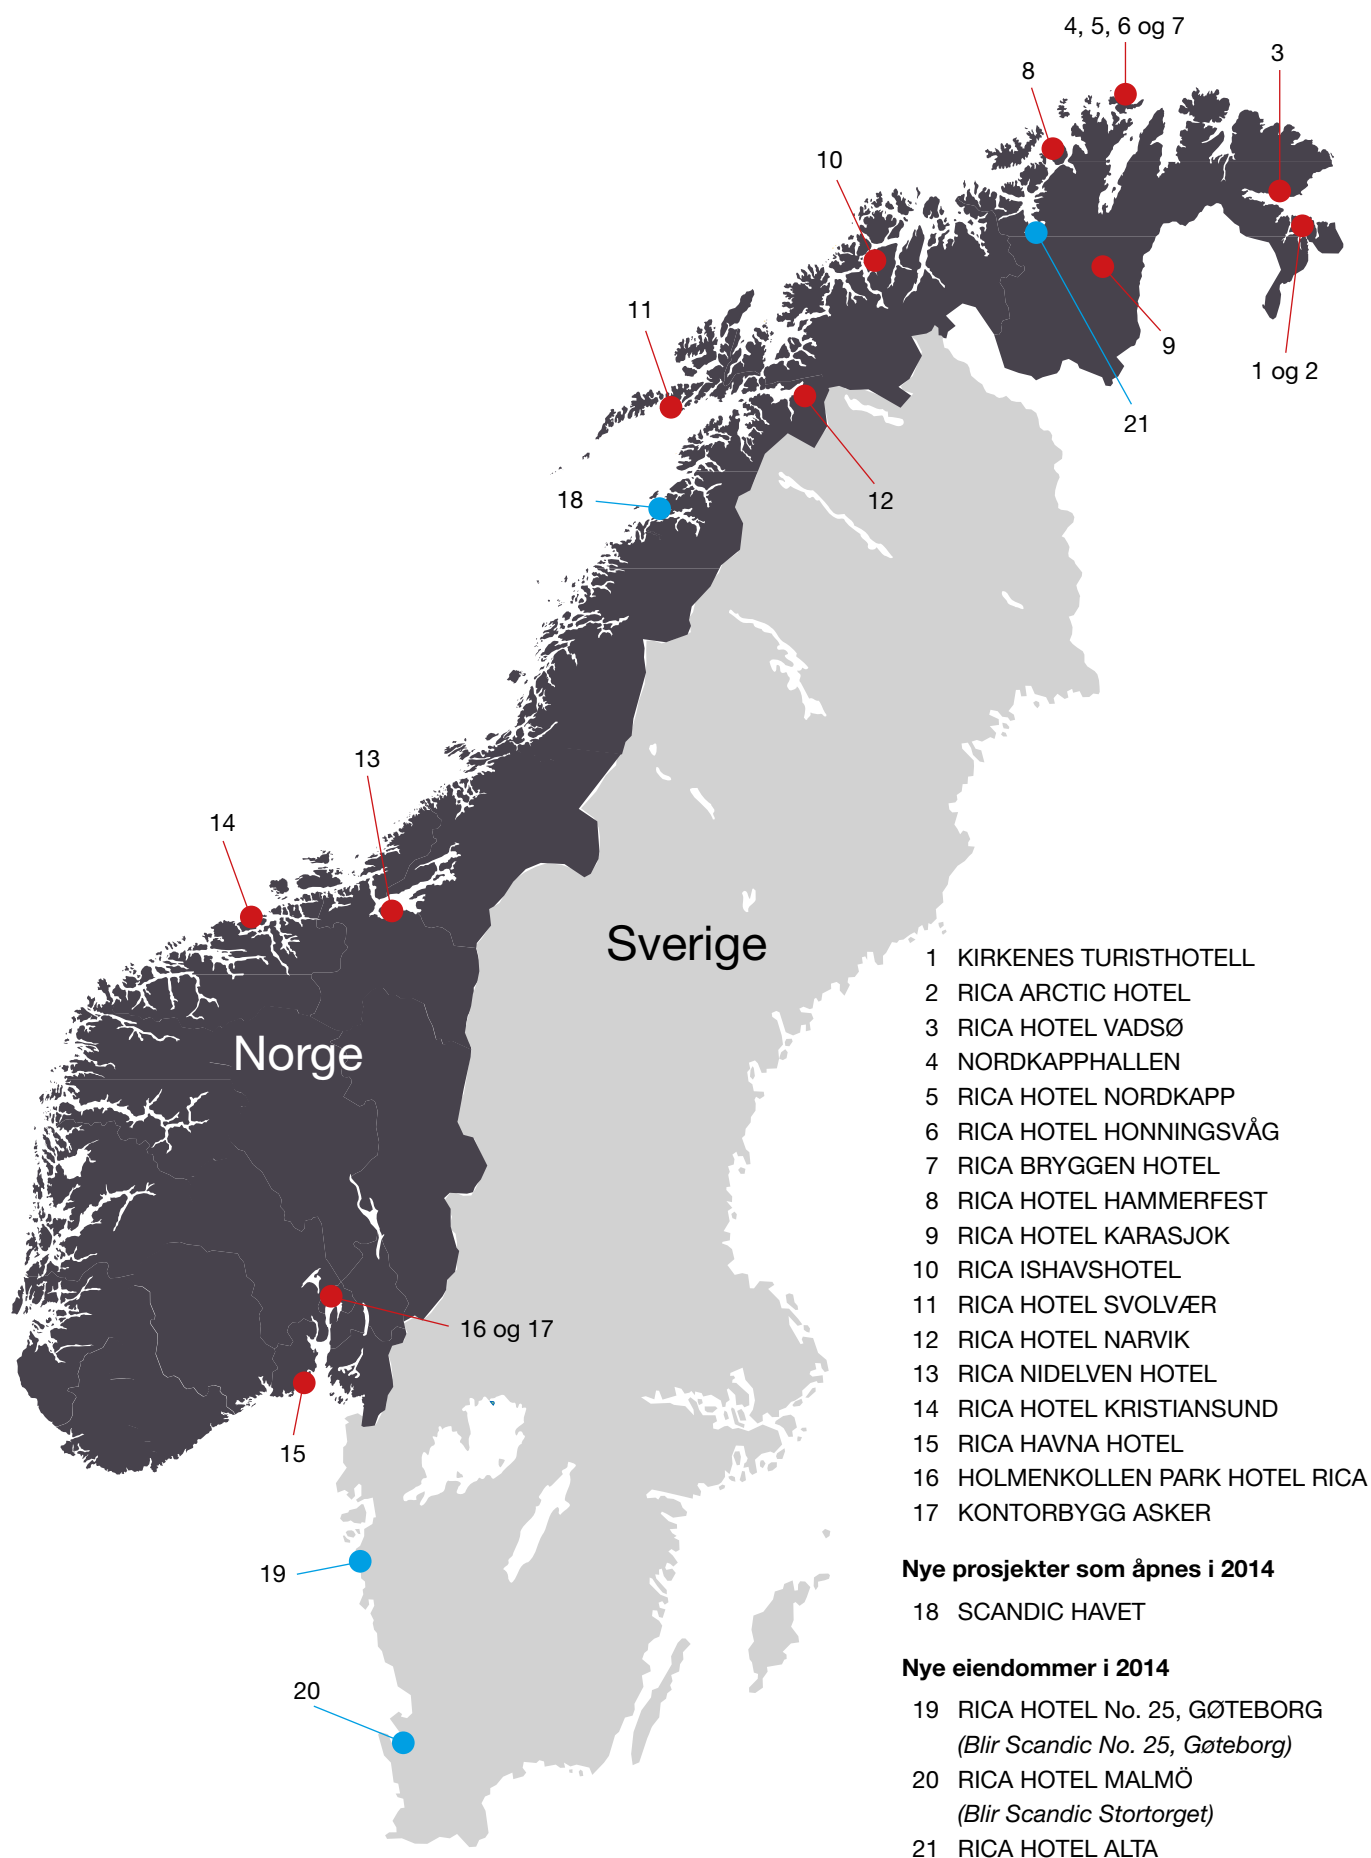 4, 5, 6 og 7
3
8
10
11
9
1 og 2
21
12
18
13
14
Sverige
Norge
16 og 17
15
19
20
1 KIRKENES TURISTHOTELL
2 RICA ARCTIC HOTEL
3 RICA HOTEL VADSØ
4 NORDKAPPHALLEN
5 RICA HOTEL NORDKAPP
6 RICA HOTEL HONNINGSVÅG
7 RICA BRYGGEN HOTEL
8 RICA HOTEL HAMMERFEST
9 RICA HOTEL KARASJOK
10 RICA ISHAVSHOTEL
11 RICA HOTEL SVOLVÆR
12 RICA HOTEL NARVIK
13 RICA NIDELVEN HOTEL
14 RICA HOTEL KRISTIANSUND
15 RICA HAVNA HOTEL
16 HOLMENKOLLEN PARK HOTEL RICA
17 KONTORBYGG ASKER
Nye prosjekter som åpnes i 2014
18 SCANDIC HAVET
Nye eiendommer i 2014
19 RICA HOTEL No. 25, GØTEBORG
(Blir Scandic No. 25, Gøteborg)
20 RICA HOTEL MALMÖ
(Blir Scandic Stortorget)
21 RICA HOTEL ALTA